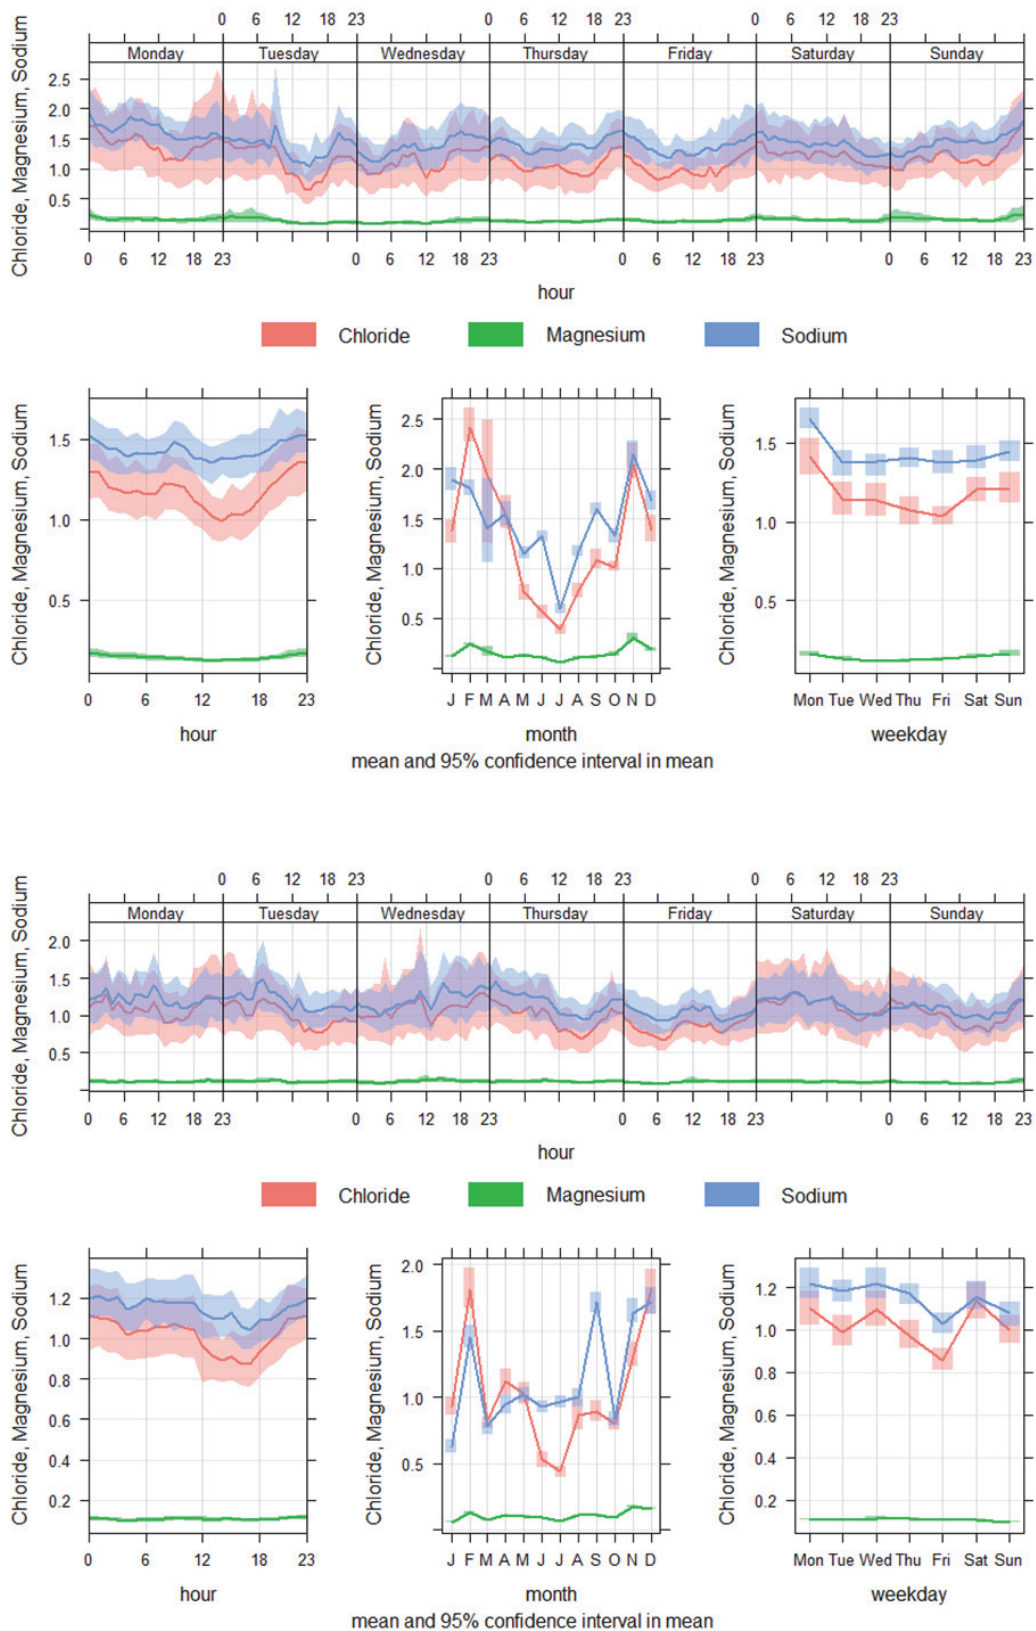 0 6 12 18 23 0 6 12 18 23 0 6 12 18 23
Monday Tuesday Wednesday Thursday Friday Saturday Sunday
Chloride, Magnesium, Sodium
2.5
2.0
1.5
1.0
0.5
0 6 12 18 23 0 6 12 18 23 0 6 12 18 23 0 6 12 18 23
hour
Chloride Magnesium Sodium
Chloride, Magnesium, Sodium
1.5
1.0
0.5
0 6 12 18 23
hour
Chloride, Magnesium, Sodium
2.5
2.0
1.5
1.0
0.5
J F M A M J J A S O N D
month
Chloride, Magnesium, Sodium
1.5
1.0
0.5
Mon Tue Wed Thu Fri Sat Sun
weekday
mean and 95% confidence interval in mean
0 6 12 18 23 0 6 12 18 23 0 6 12 18 23
Monday Tuesday Wednesday Thursday Friday Saturday Sunday
Chloride, Magnesium, Sodium
2.0
1.5
1.0
0.5
0 6 12 18 23 0 6 12 18 23 0 6 12 18 23 0 6 12 18 23
hour
Chloride Magnesium Sodium
Chloride, Magnesium, Sodium
1.2
1.0
0.8
0.6
0.4
0.2
0 6 12 18 23
hour
Chloride, Magnesium, Sodium
2.0
1.5
1.0
0.5
J F M A M J J A S O N D
month
Chloride, Magnesium, Sodium
1.2
1.0
0.8
0.6
0.4
0.2
Mon Tue Wed Thu Fri Sat Sun
weekday
mean and 95% confidence interval in mean